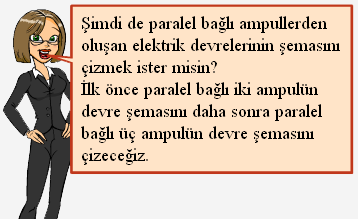 Şimdi de paralel bağlı ampullerden
oluşan elektrik devrelerinin şemasını
çizmek ister misin?
İlk önce paralel bağlı iki ampulün
devre şemasını daha sonra paralel
bağlı üç ampulün devre şemasını
çizeceğiz.